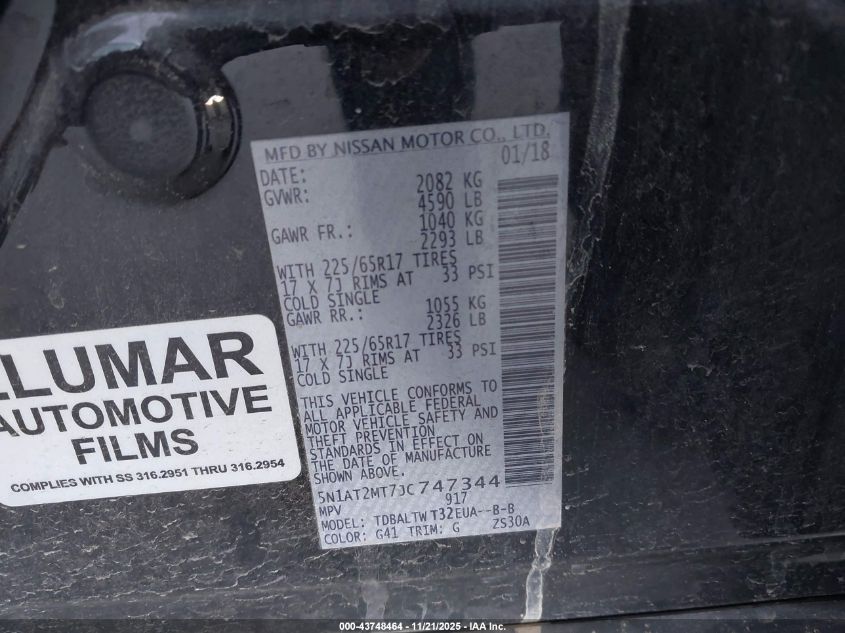 MFD BY NISSAN MOTOR CO., LTD.
DATE: 01/18
GVWR: 2082 KG
4590 LB
GAWR FR.: 1040 KG
2293 LB
WITH 225/65R17 TIRES
17 X 7J RIMS AT 33 PSI
COLD SINGLE
GAWR RR.: 1055 KG
2326 LB
WITH 225/65R17 TIRES
17 X 7J RIMS AT 33 PSI
COLD SINGLE
THIS VEHICLE CONFORMS TO
ALL APPLICABLE FEDERAL
MOTOR VEHICLE SAFETY AND
THEFT PREVENTION
STANDARDS IN EFFECT ON
THE DATE OF MANUFACTURE
SHOWN ABOVE.
5N1AT2MT7JC747344
MPV 917
MODEL: TDBALTWT32EUA--B-B
COLOR: G41 TRIM: G ZS30A
LLUMAR
AUTOMOTIVE
FILMS
COMPLIES WITH SS 316.2951 THRU 316.2954
000-43748464 - 11/21/2025 - IAA Inc.